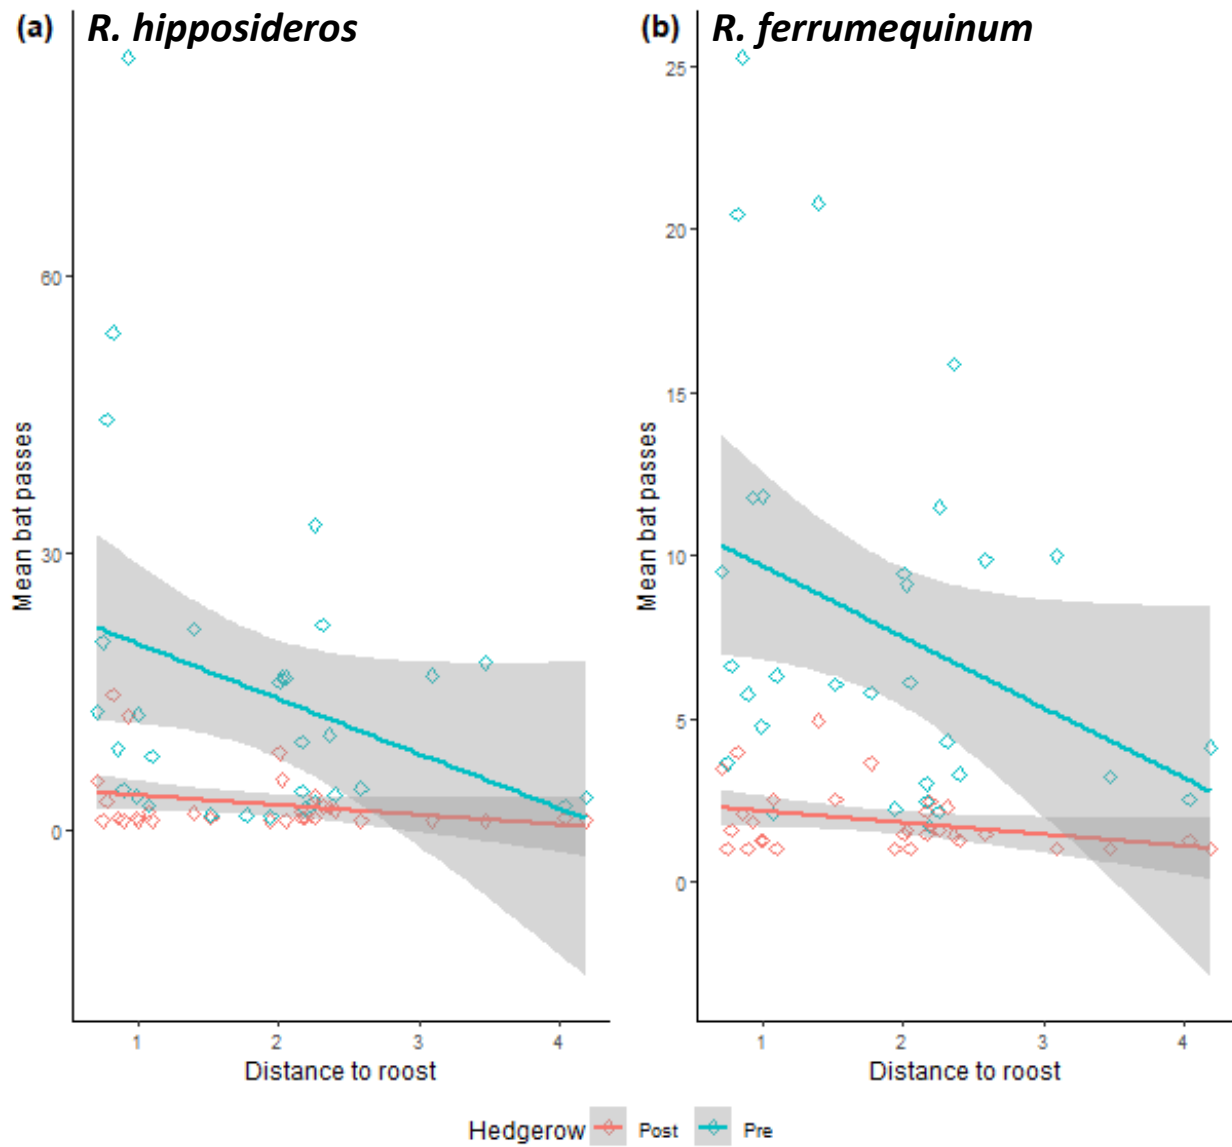 (a) R. hipposideros
60
30
0
Mean bat passes
1 2 3 4
Distance to roost
(b) R. ferrumequinum
25
20
15
10
5
0
Mean bat passes
1 2 3 4
Distance to roost
Hedgerow Post Pre